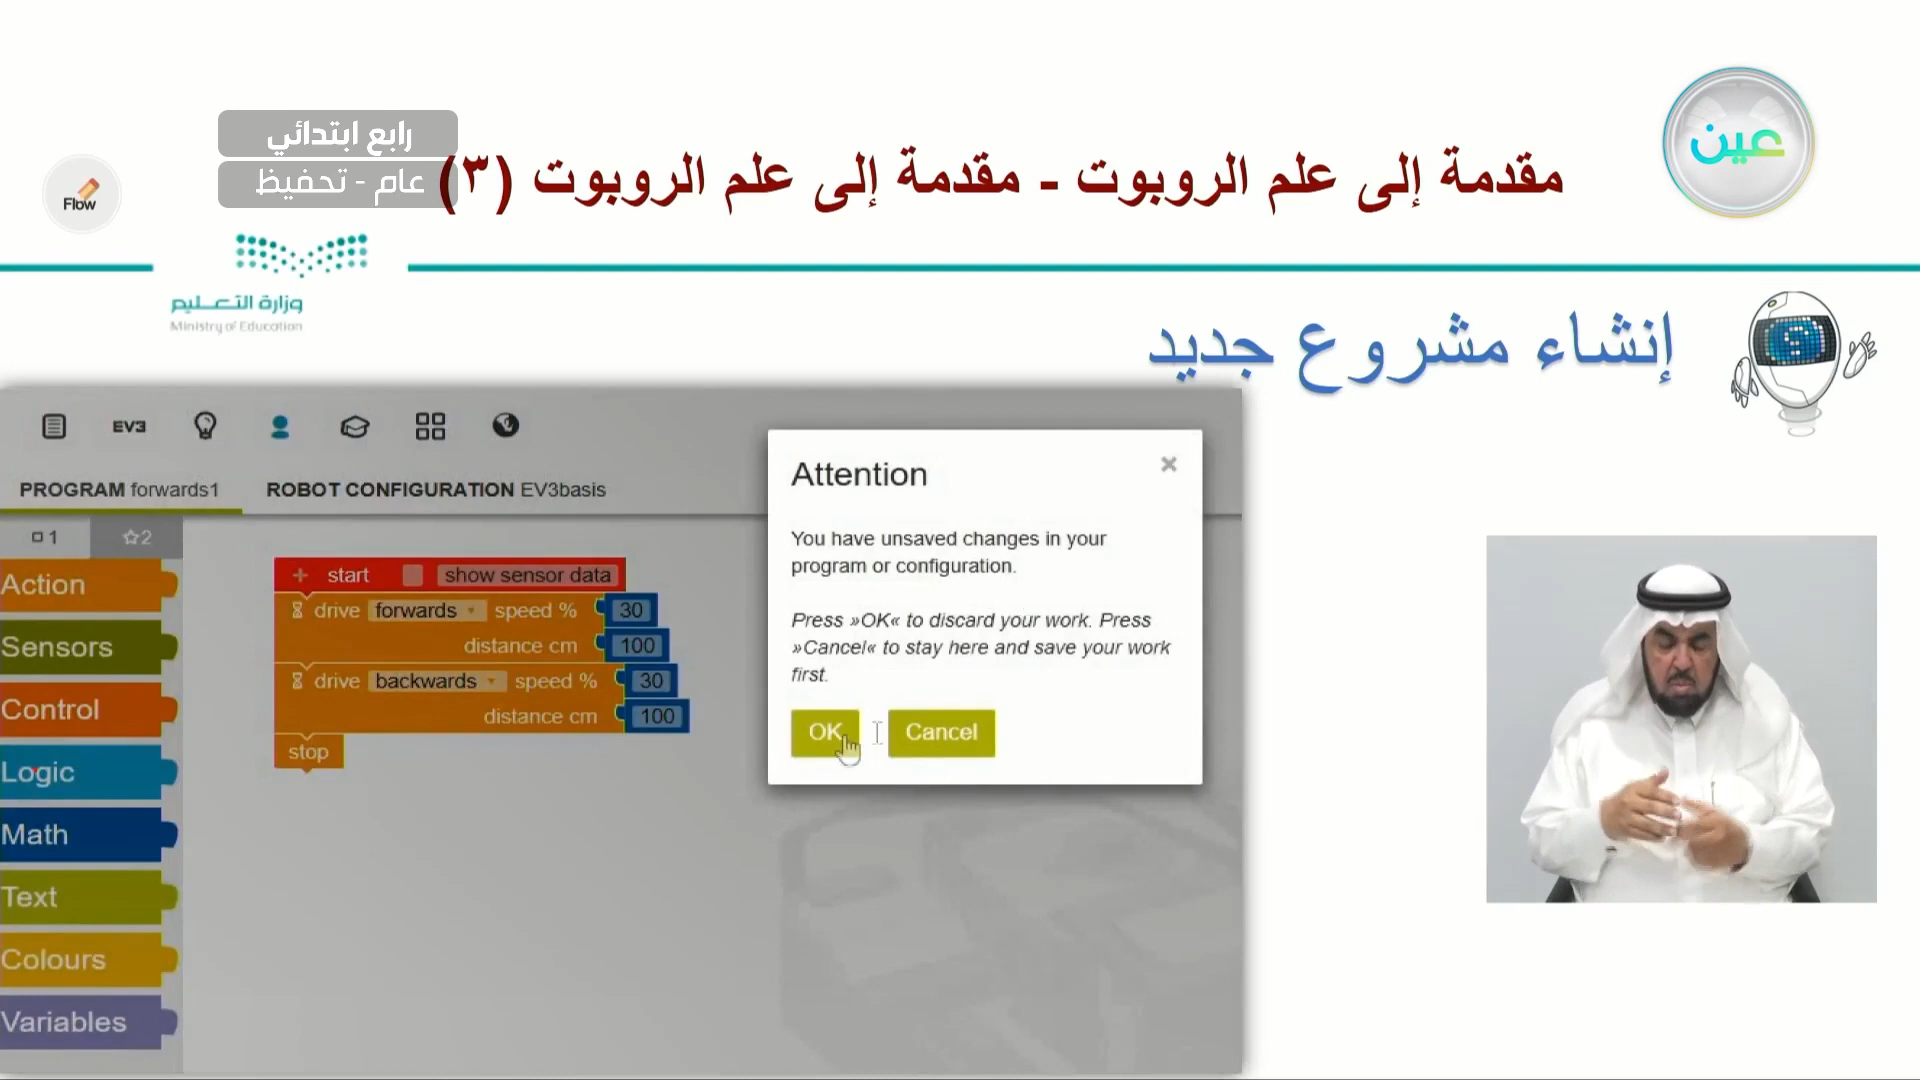 عين
رابع ابتدائي
عام - تحفيظ
مقدمة إلى علم الروبوت - مقدمة إلى علم الروبوت (٣)
Flow
وزارة التعليم
Ministry of Education
إنشاء مشروع جديد
EV3
PROGRAM forwards1
ROBOT CONFIGURATION EV3basis
1
2
Action
Sensors
Control
Logic
Math
Text
Colours
Variables
+ start show sensor data
drive forwards speed % 30
distance cm 100
drive backwards speed % 30
distance cm 100
stop
Attention
×
You have unsaved changes in your
program or configuration.
Press »OK« to discard your work. Press
»Cancel« to stay here and save your work
first.
OK
Cancel